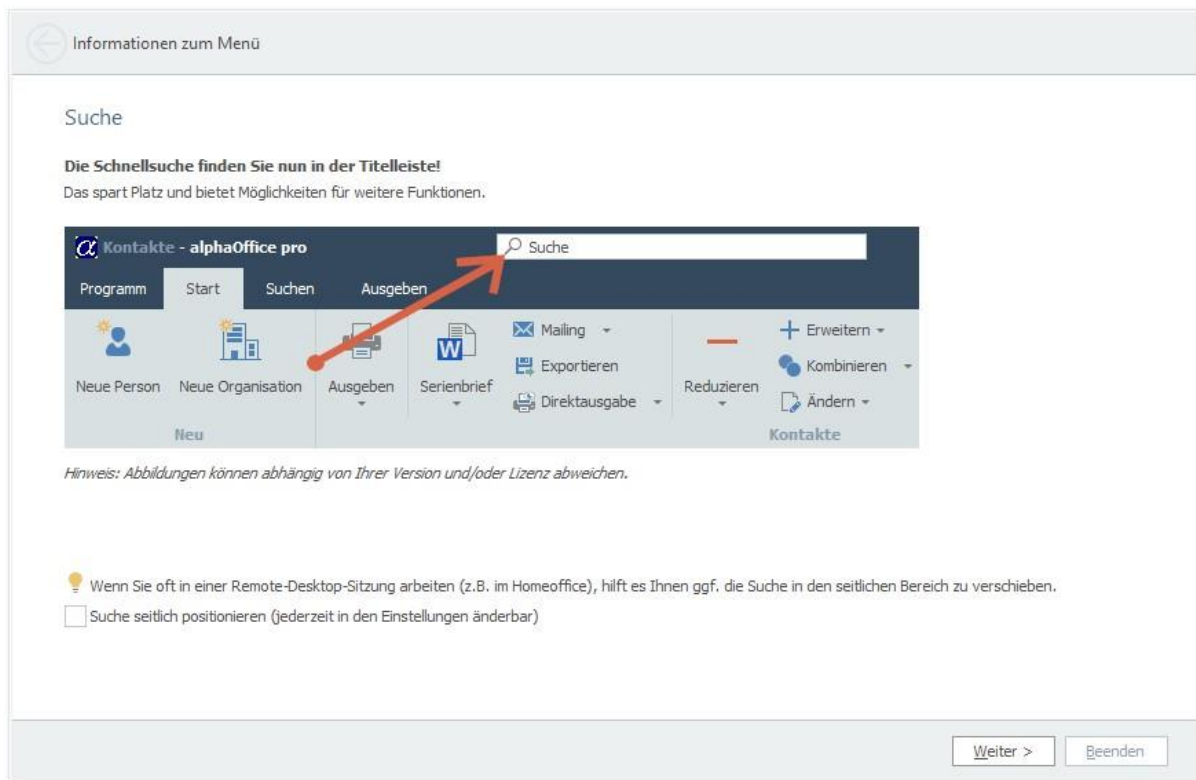 Informationen zum Menü
Suche
Die Schnellsuche finden Sie nun in der Titelleiste!
Das spart Platz und bietet Möglichkeiten für weitere Funktionen.
α Kontakte - alphaOffice pro
Suche
Programm Start Suchen Ausgeben
Neue Person Neue Organisation Ausgeben Serienbrief
W
Mailing
Exportieren
Direktausgabe
Reduzieren
Erweitern
Kombinieren
Ändern
Neu Kontakte
Hinweis: Abbildungen können abhängig von Ihrer Version und/oder Lizenz abweichen.
Wenn Sie oft in einer Remote-Desktop-Sitzung arbeiten (z.B. im Homeoffice), hilft es Ihnen ggf. die Suche in den seitlichen Bereich zu verschieben.
Suche seitlich positionieren (jederzeit in den Einstellungen änderbar)
Weiter > Beenden